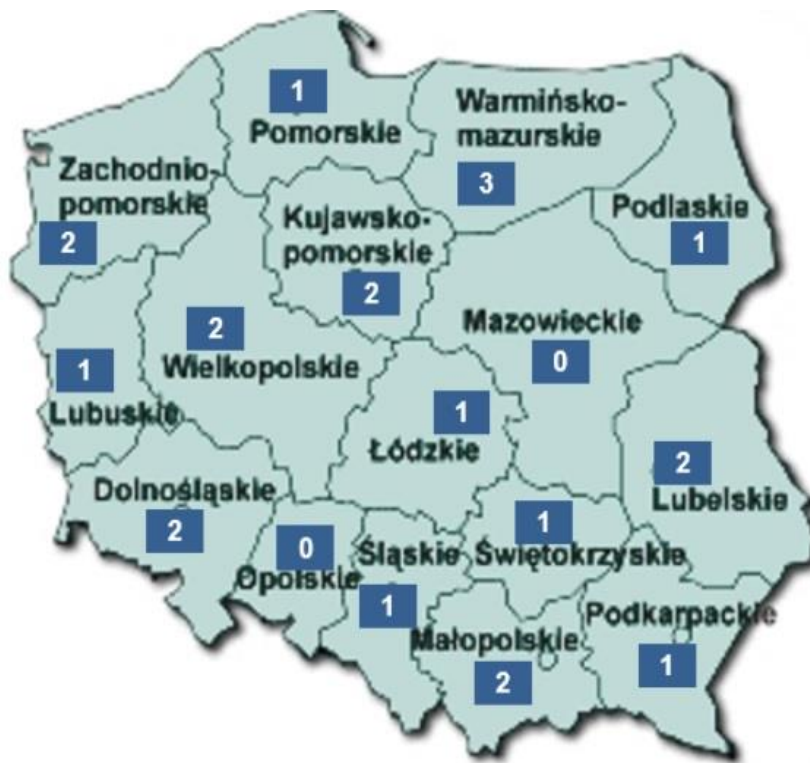 1
Pomorskie
Warmińsko-
mazurskie
3
Zachodnio-
pomorskie
2
Kujawsko-
pomorskie
2
Podlaskie
1
2
Wielkopolskie
Mazowieckie
0
1
Lubuskie
1
Łódzkie
2
Lubelskie
Dolnośląskie
2
0
Opolskie
Śląskie
1
1
Świętokrzyskie
Małopolskie
2
Podkarpackie
1